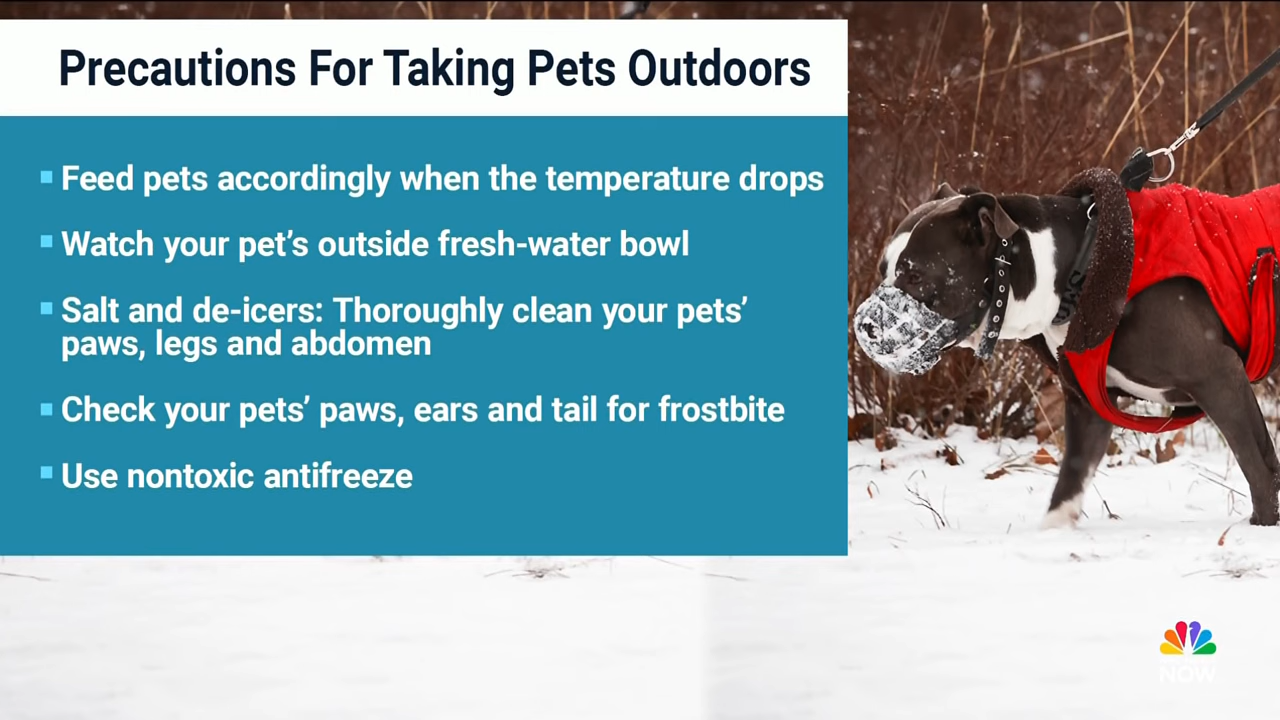 Precautions For Taking Pets Outdoors
Feed pets accordingly when the temperature drops
Watch your pet’s outside fresh-water bowl
Salt and de-icers: Thoroughly clean your pets’
paws, legs and abdomen
Check your pets’ paws, ears and tail for frostbite
Use nontoxic antifreeze
NOW